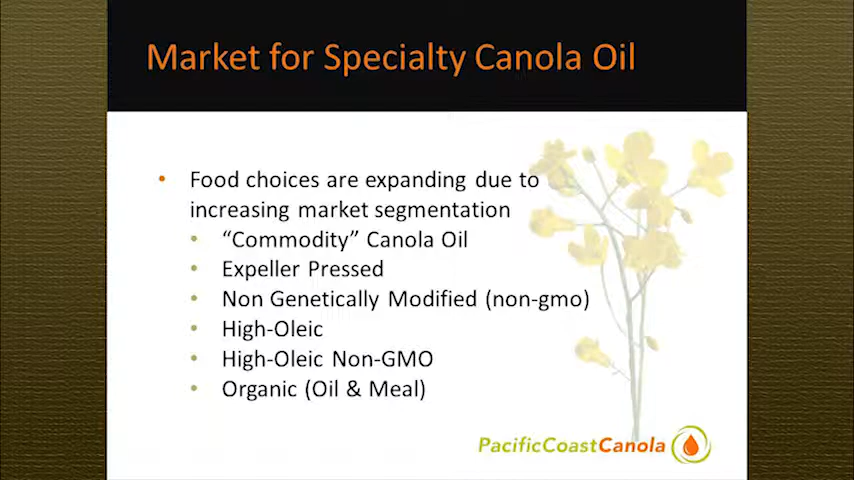 Market for Specialty Canola Oil
• Food choices are expanding due to
increasing market segmentation
• “Commodity” Canola Oil
• Expeller Pressed
• Non Genetically Modified (non-gmo)
• High-Oleic
• High-Oleic Non-GMO
• Organic (Oil & Meal)
PacificCoastCanola